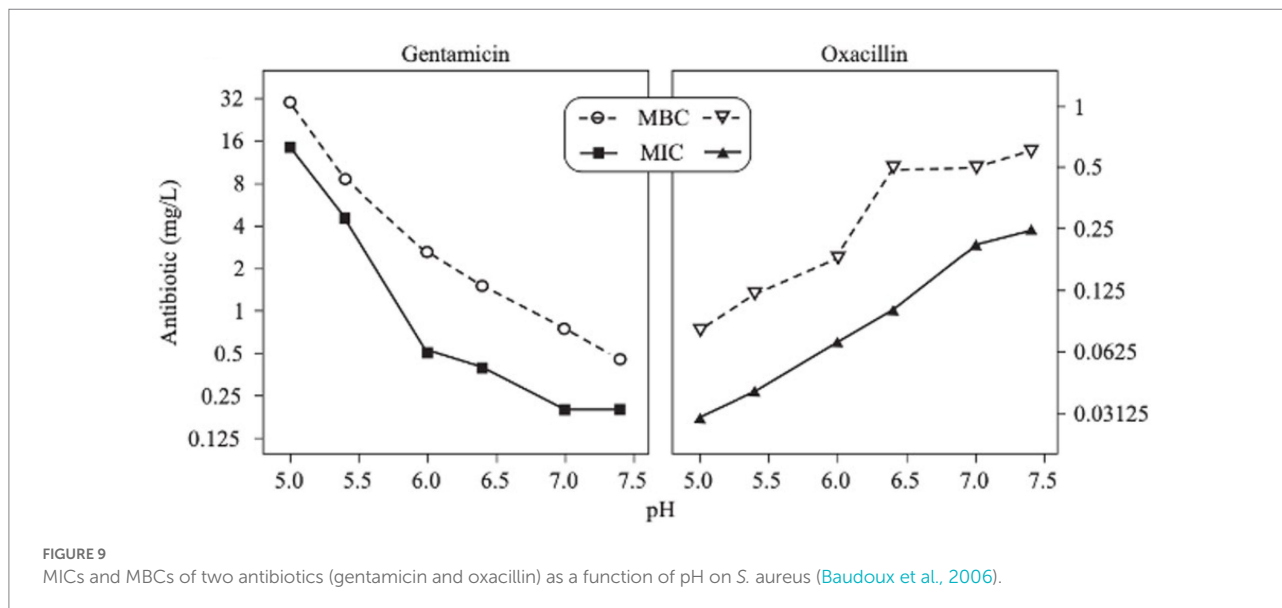 Gentamicin
Oxacillin
MBC
MIC
Antibiotic (mg/L)
32
16
8
4
2
1
0.5
0.25
0.125
1
0.5
0.25
0.125
0.0625
0.03125
5.0 5.5 6.0 6.5 7.0 7.5
5.0 5.5 6.0 6.5 7.0 7.5
pH
FIGURE 9
MICs and MBCs of two antibiotics (gentamicin and oxacillin) as a function of pH on S. aureus (Baudoux et al., 2006).